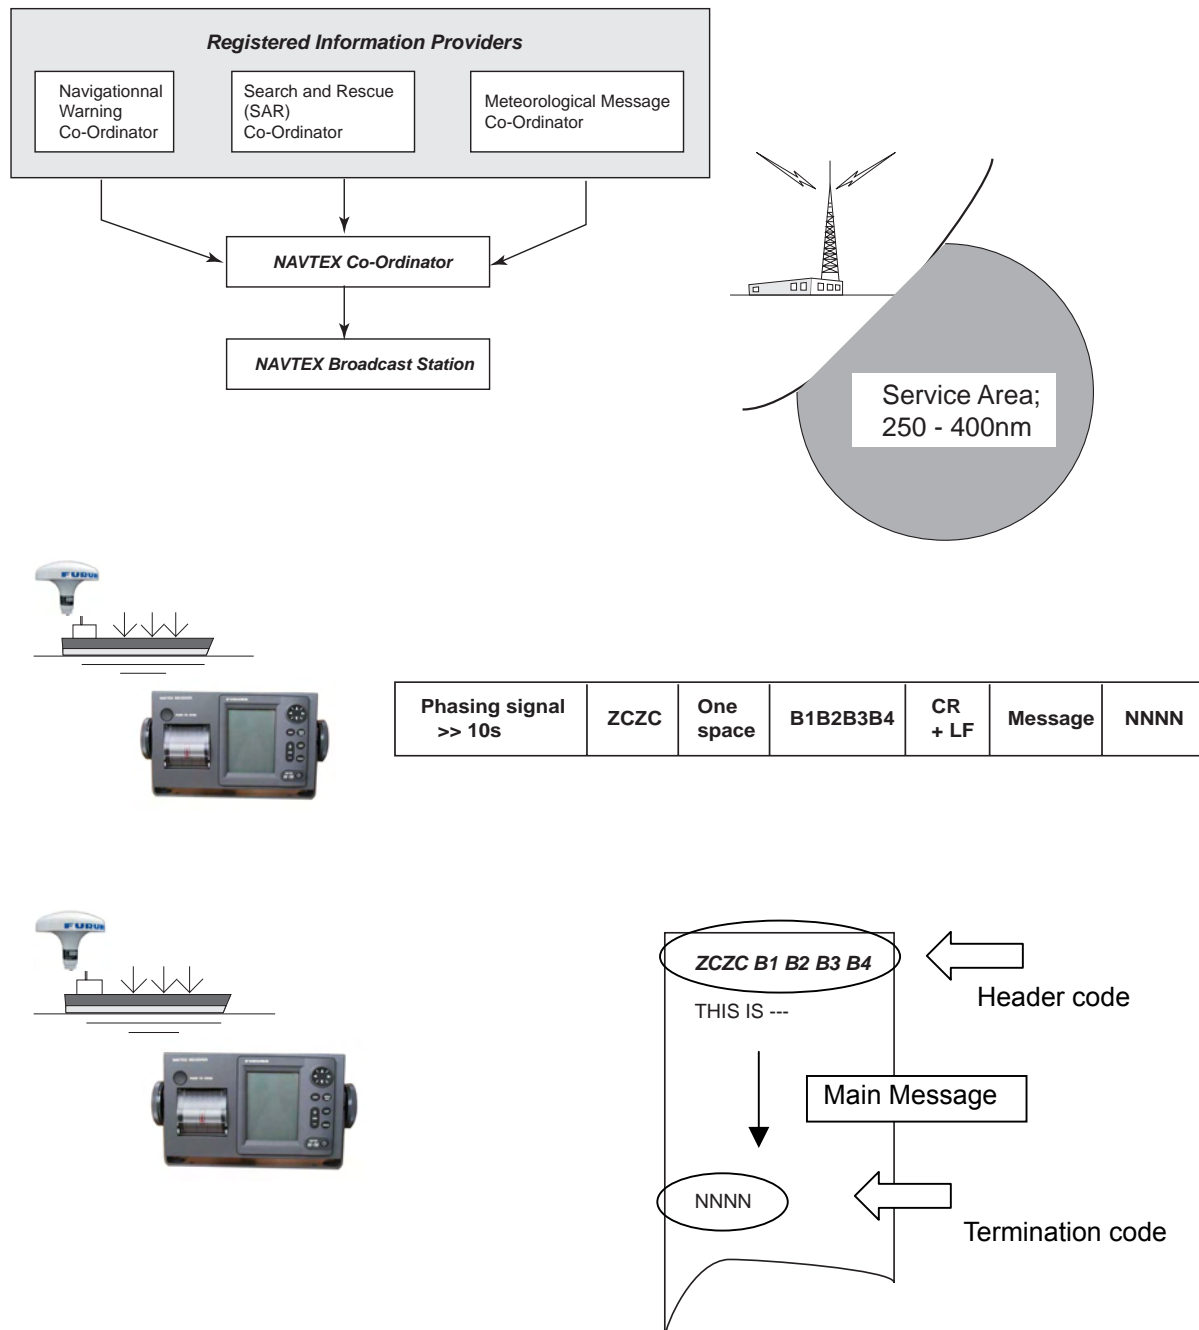 Registered Information Providers
Navigationnal
Warning
Co-Ordinator
Search and Rescue
(SAR)
Co-Ordinator
Meteorological Message
Co-Ordinator
NAVTEX Co-Ordinator
NAVTEX Broadcast Station
Service Area;
250 - 400nm
Phasing signal
>> 10s
ZCZC
One
space
B1B2B3B4
CR
+ LF
Message
NNNN
ZCZC B1 B2 B3 B4
Header code
THIS IS ---
Main Message
NNNN
Termination code